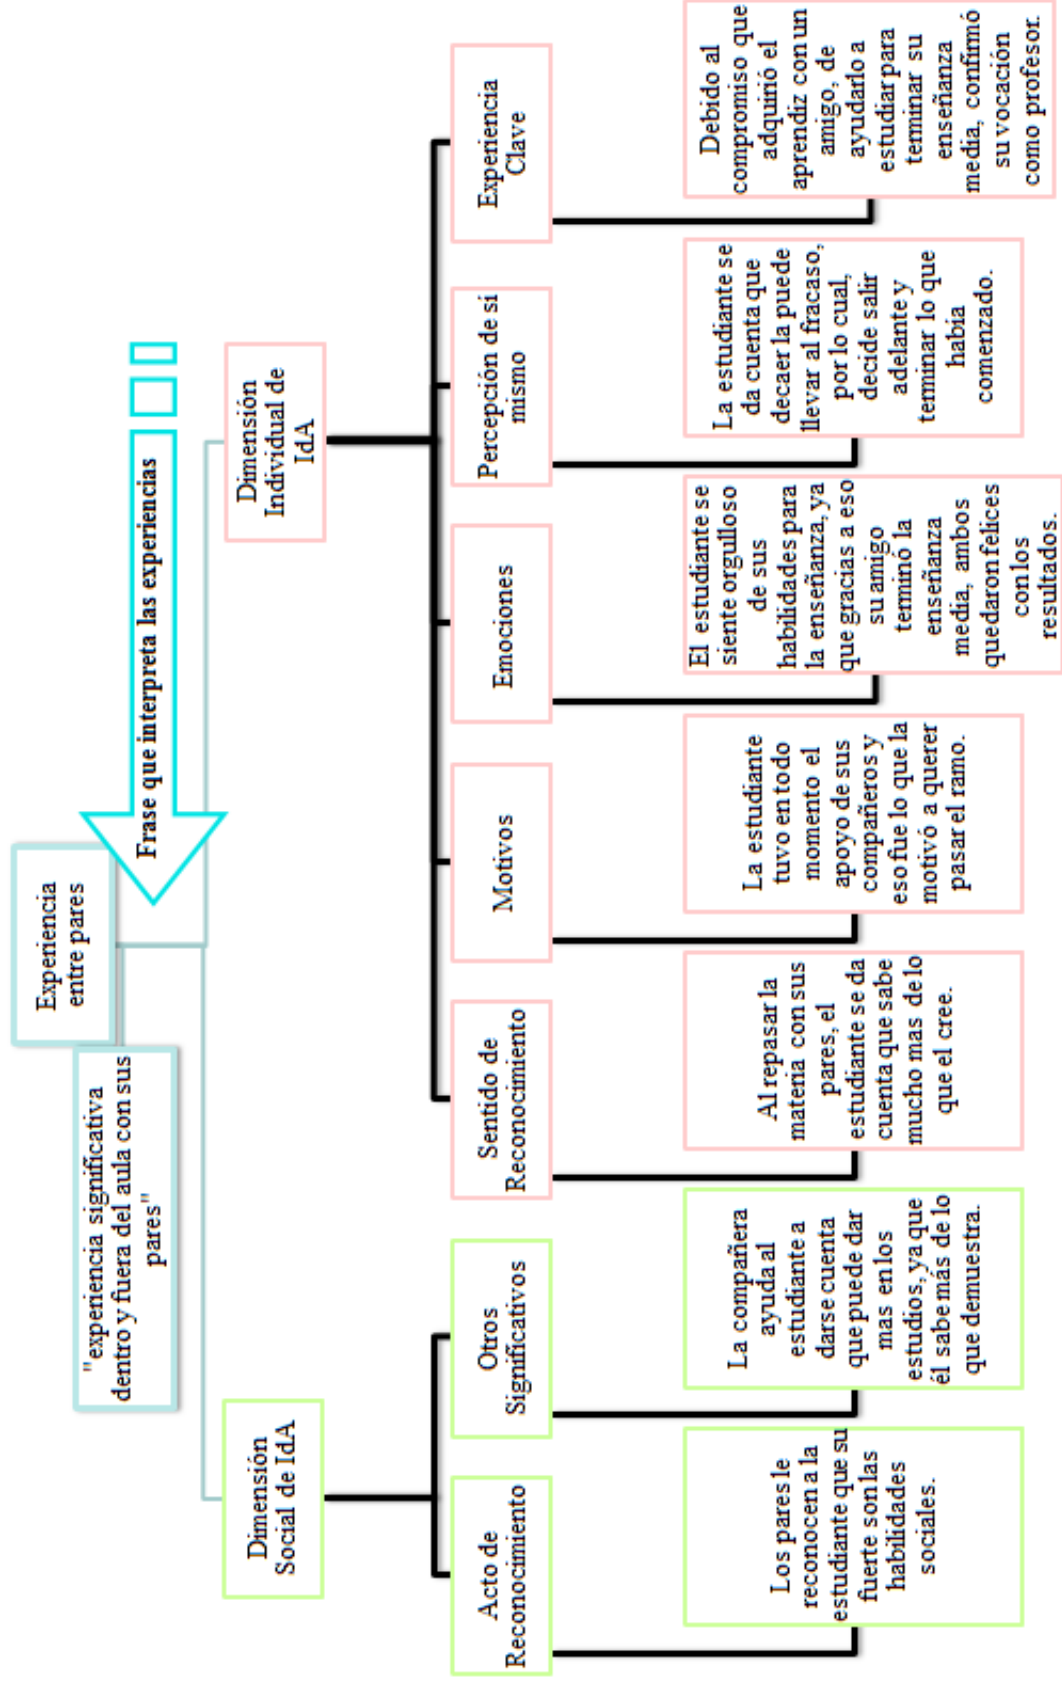 Experiencia
entre pares
"experiencia significativa
dentro y fuera del aula con sus
pares"
Frase que interpreta las experiencias
Dimensión
Social de IdA
Dimensión
Individual de
IdA
Acto de
Reconocimiento
Los pares le
reconocen a la
estudiante que su
fuerte son las
habilidades
sociales.
Otros
Significativos
La compañera
ayuda al
estudiante a
darse cuenta
que puede dar
mas en los
estudios, ya que
él sabe más de lo
que demuestra.
Sentido de
Reconocimiento
Al repasar la
materia con sus
pares, el
estudiante se da
cuenta que sabe
mucho mas de lo
que el cree.
Motivos
La estudiante
tuvo en todo
momento el
apoyo de sus
compañeros y
eso fue lo que la
motivó a querer
pasar el ramo.
Emociones
El estudiante se
siente orgulloso
de sus
habilidades para
la enseñanza, ya
que gracias a eso
su amigo
terminó la
enseñanza
media, ambos
quedaron felices
con los
resultados.
Percepción de si
mismo
La estudiante se
da cuenta que
decaer la puede
llevar al fracaso,
por lo cual,
decide salir
adelante y
terminar lo que
habia
comenzado.
Experiencia
Clave
Debido al
compromiso que
adquirió el
aprendiz con un
amigo, de
ayudarlo a
estudiar para
terminar su
enseñanza
media, confirmó
su vocación
como profesor.